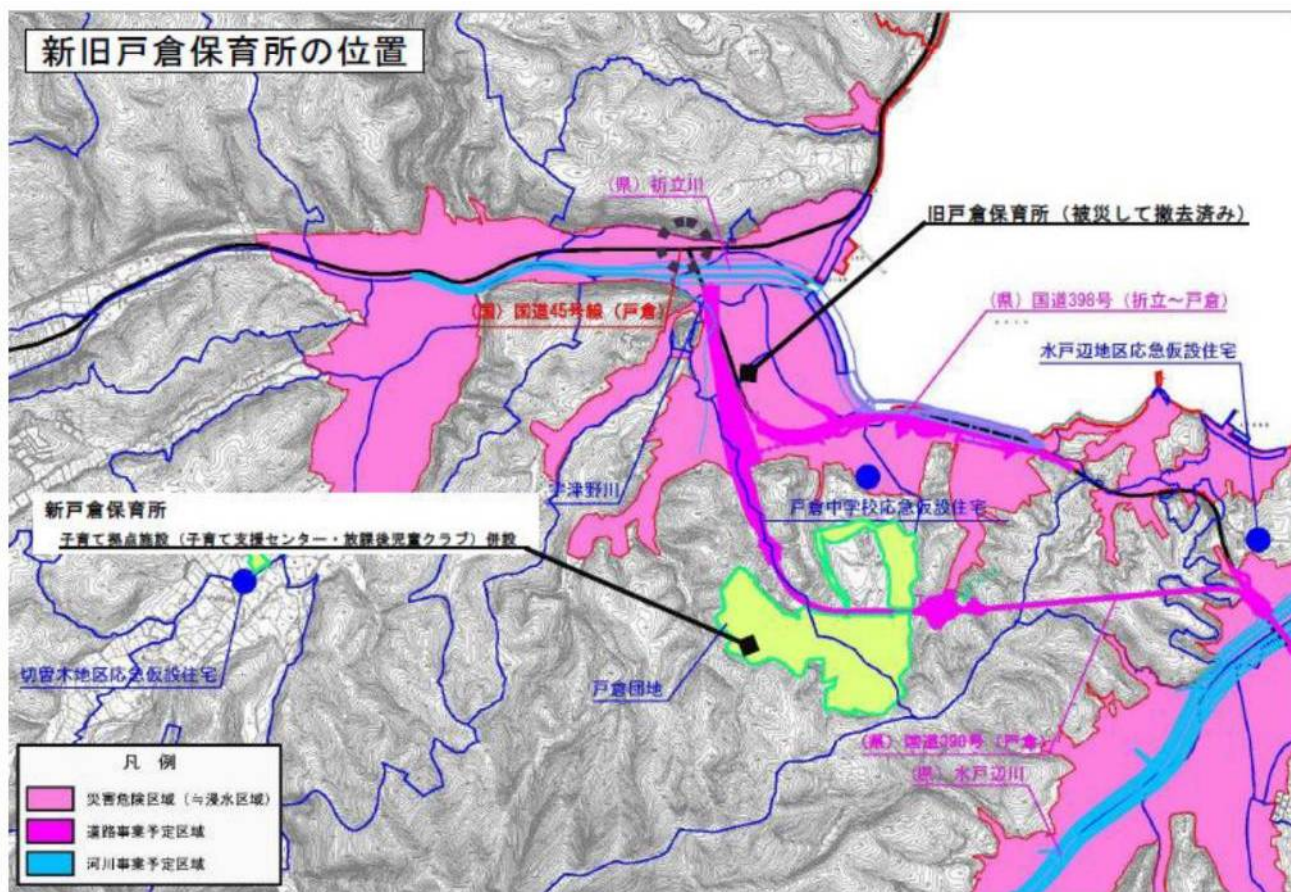 新旧戸倉保育所の位置
(県) 折立川
旧戸倉保育所（被災して撤去済み）
(国) 国道45号線（戸倉）
(県) 国道398号（折立～戸倉）
水戸辺地区応急仮設住宅
宇津野川
戸倉中学校応急仮設住宅
新戸倉保育所
子育て拠点施設（子育て支援センター・放課後児童クラブ）併設
切曽木地区応急仮設住宅
戸倉団地
(県) 国道398号（戸倉）
(県) 水戸辺川
凡 例
災害危険区域（≒浸水区域）
道路事業予定区域
河川事業予定区域